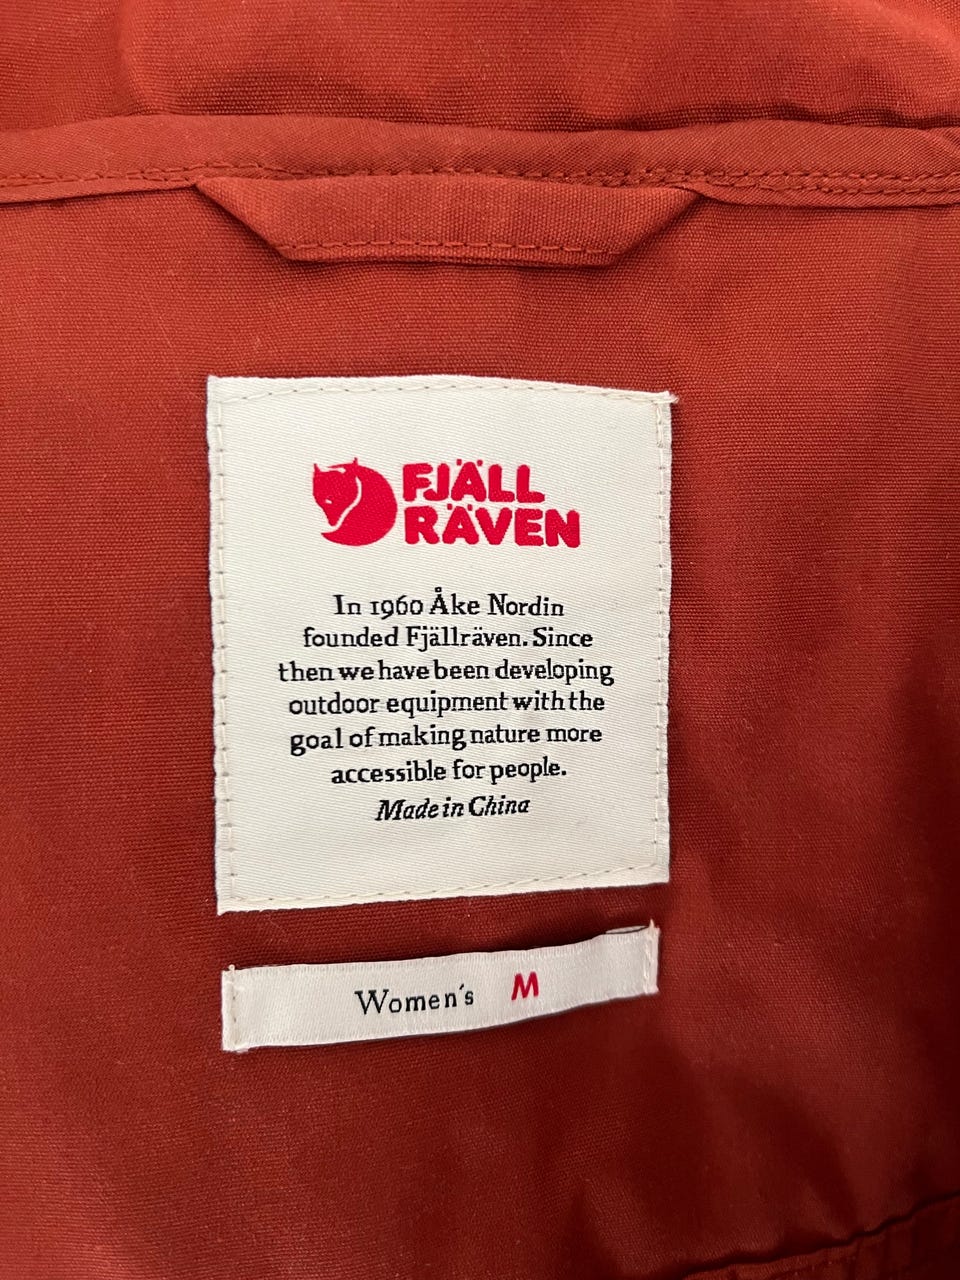 FJÄLL
RÄVEN
In 1960 Åke Nordin
founded Fjällräven. Since
then we have been developing
outdoor equipment with the
goal of making nature more
accessible for people.
Made in China
Women's M